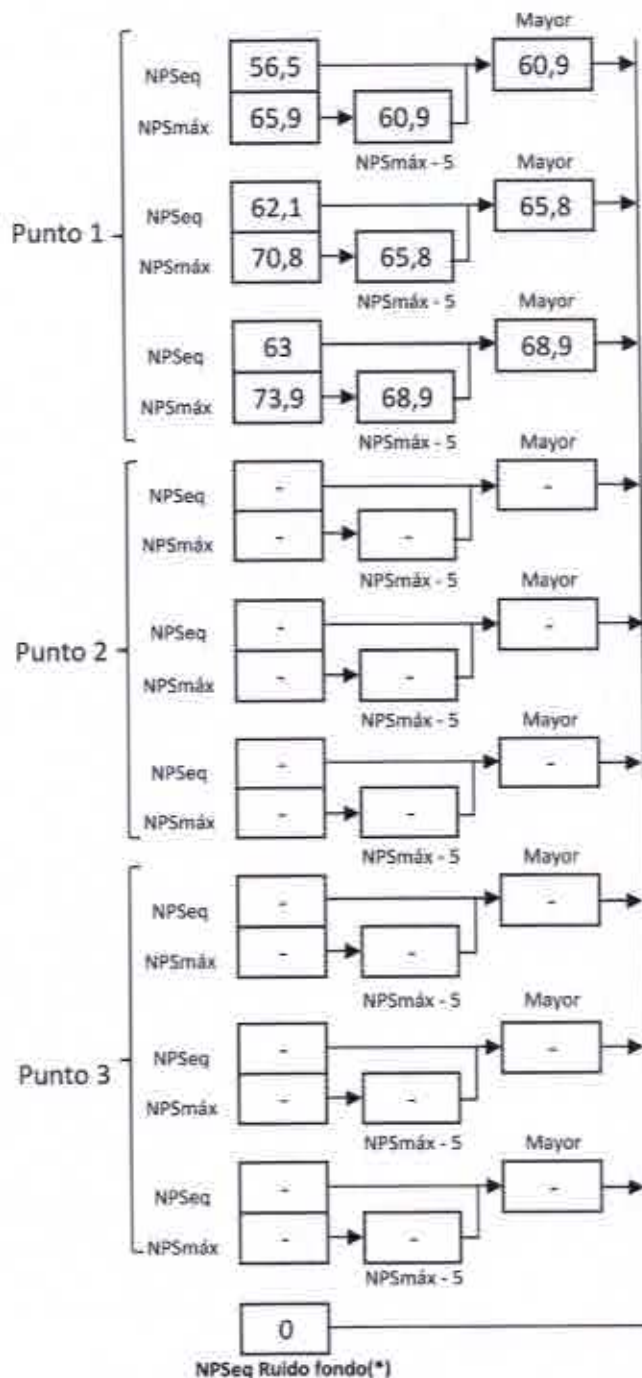 Mayor
NPSeq 56,5 60,9
NPSmáx 65,9 60,9
NPSmáx - 5 Mayor
Punto 1
NPSeq 62,1 65,8
NPSmáx 70,8 65,8
NPSmáx - 5 Mayor
NPSeq 63 68,9
NPSmáx 73,9 68,9
NPSmáx - 5 Mayor
NPSeq - -
NPSmáx - -
NPSmáx - 5 Mayor
Punto 2
NPSeq - -
NPSmáx - -
NPSmáx - 5 Mayor
NPSeq - -
NPSmáx - -
NPSmáx - 5 Mayor
NPSeq - -
NPSmáx - -
NPSmáx - 5 Mayor
Punto 3
NPSeq - -
NPSmáx - -
NPSmáx - 5 Mayor
NPSeq - -
NPSmáx - -
NPSmáx - 5
0
NPSeq Ruido fondo(*)